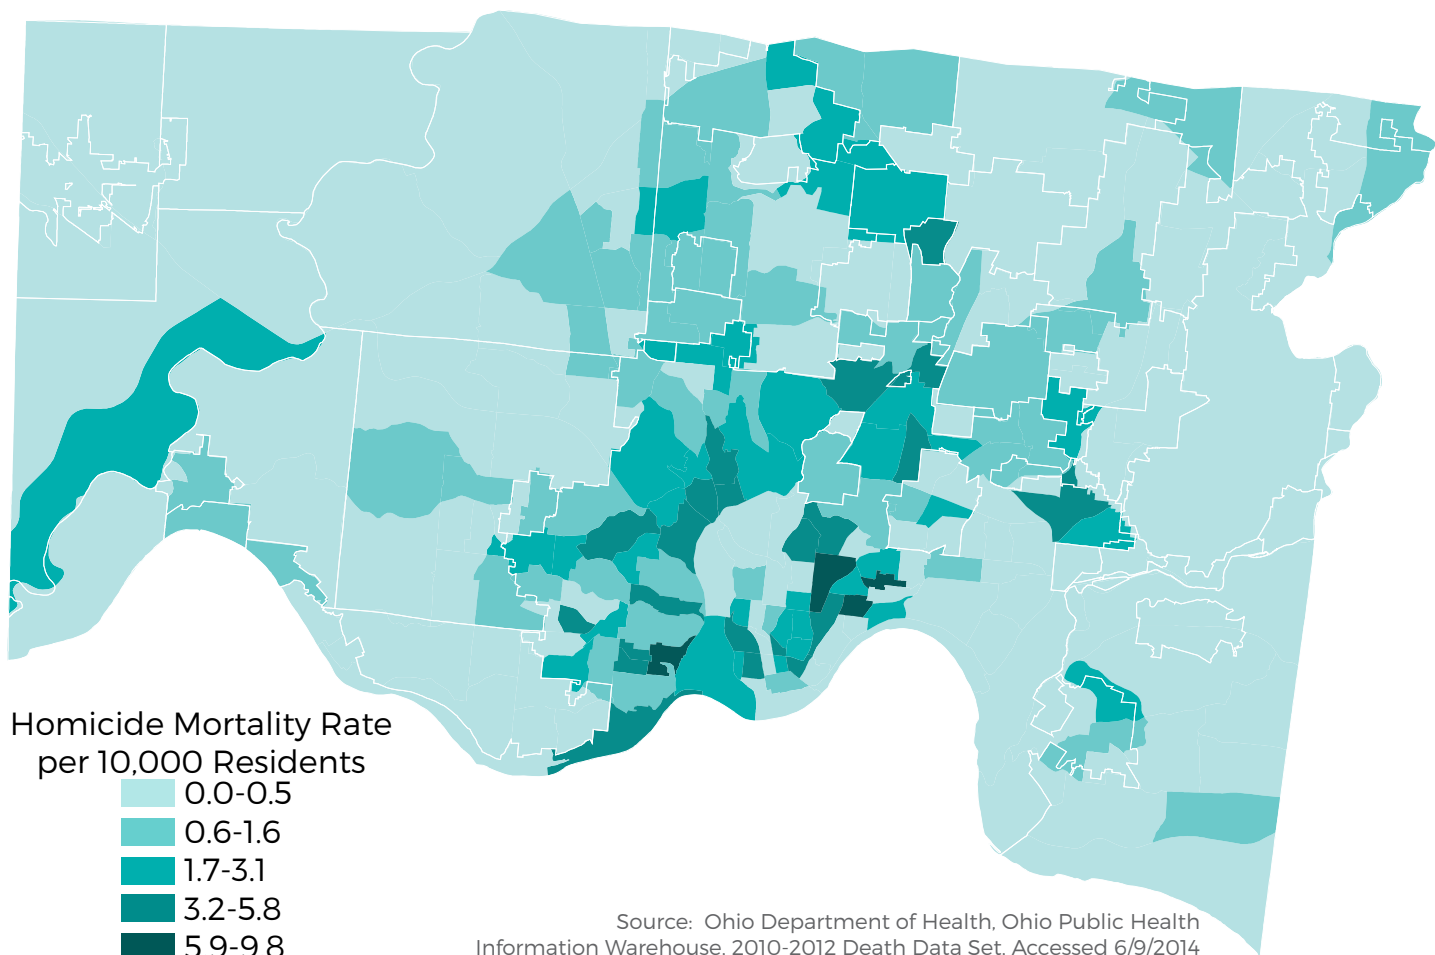 Homicide Mortality Rate
per 10,000 Residents
0.0-0.5
0.6-1.6
1.7-3.1
3.2-5.8
5.9-9.8
Source: Ohio Department of Health, Ohio Public Health
Information Warehouse. 2010-2012 Death Data Set. Accessed 6/9/2014